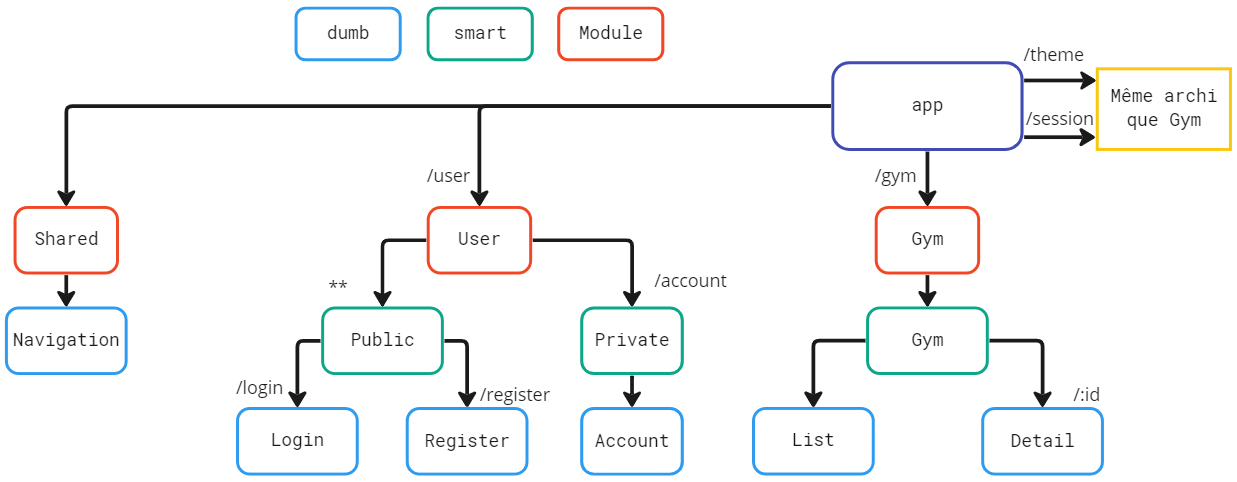 dumb
smart
Module
/theme
app
Même archi
que Gym
/session
/user
/gym
Shared
User
Gym
**
/account
Navigation
Public
Private
Gym
/login
/register
/:id
Login
Register
Account
List
Detail